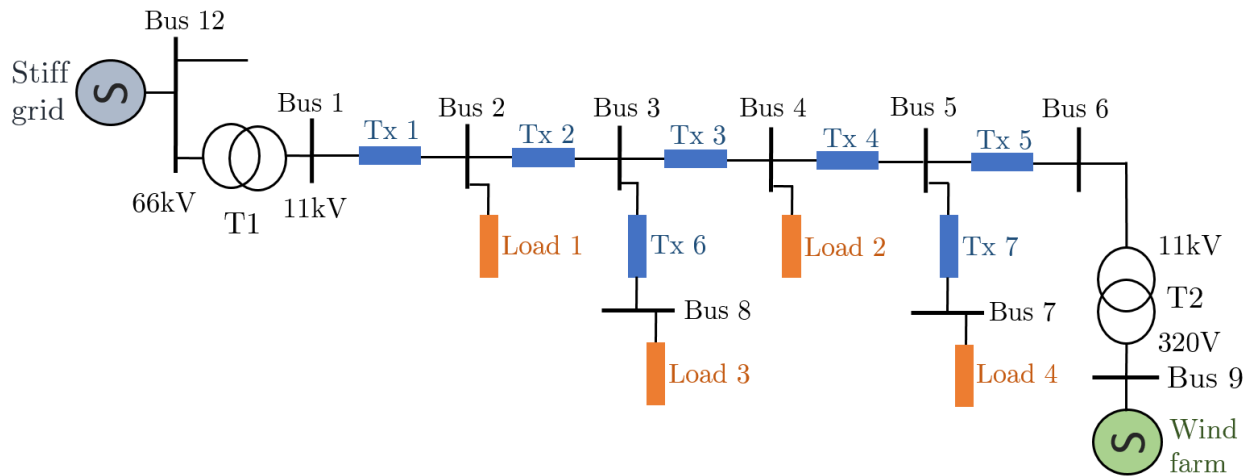 Bus 12
Stiff
grid
S
Bus 1
Tx 1
Bus 2
Tx 2
Bus 3
Tx 3
Bus 4
Tx 4
Bus 5
Tx 5
Bus 6
66kV
T1
11kV
Load 1
Tx 6
Load 2
Tx 7
11kV
T2
320V
Bus 8
Bus 7
Bus 9
Load 3
Load 4
S
Wind
farm